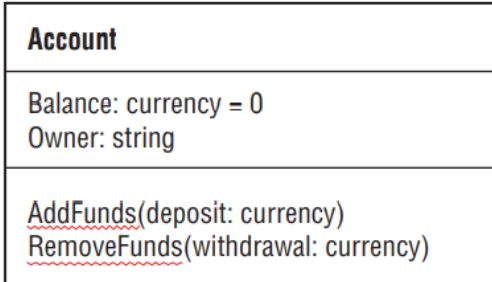 Account
Balance: currency = 0
Owner: string
AddFunds(deposit: currency)
RemoveFunds(withdrawal: currency)